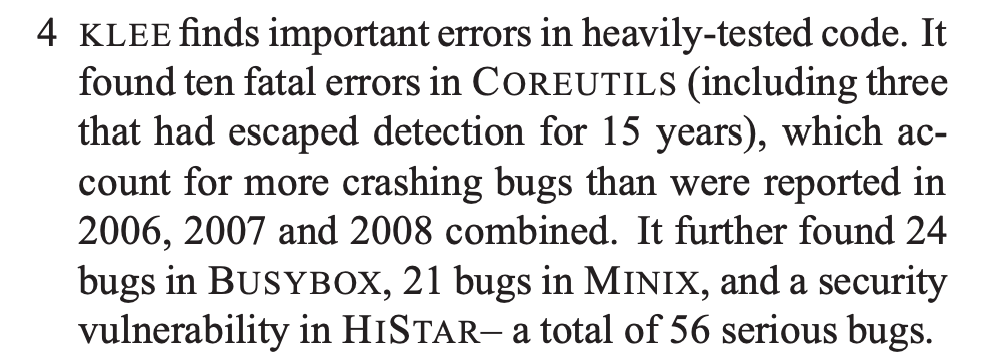 4 KLEE finds important errors in heavily-tested code. It
found ten fatal errors in COREUTILS (including three
that had escaped detection for 15 years), which ac-
count for more crashing bugs than were reported in
2006, 2007 and 2008 combined. It further found 24
bugs in BUSYBOX, 21 bugs in MINIX, and a security
vulnerability in HISTAR– a total of 56 serious bugs.